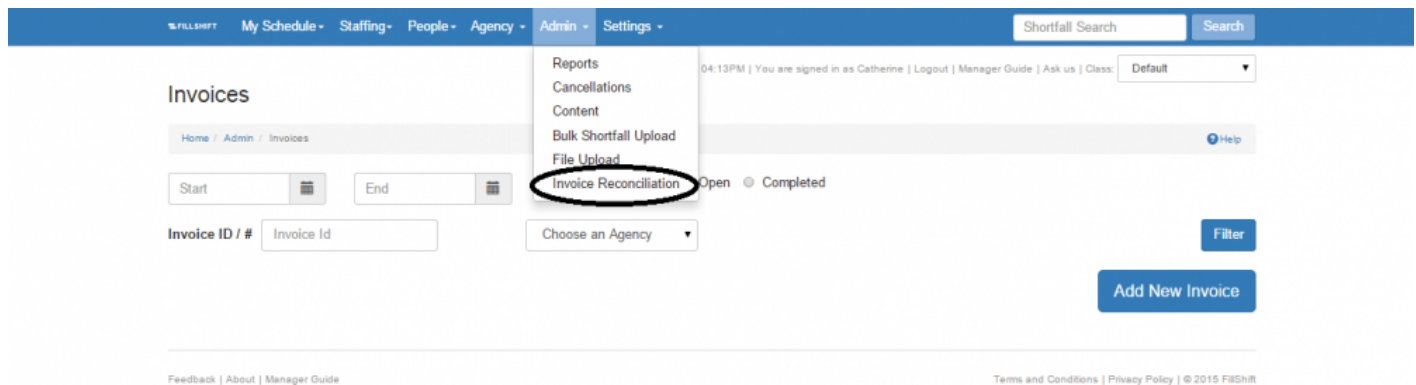 FILLSHIFT My Schedule Staffing People Agency Admin Settings Shortfall Search Search
Reports
04:13PM | You are signed in as Catherine | Logout | Manager Guide | Ask us | Class: Default
Cancellations
Invoices
Content
Home / Admin / Invoices
Bulk Shortfall Upload
Help
File Upload
Start End Invoice Reconciliation Open Completed
Invoice ID / # Invoice Id Choose an Agency Filter
Add New Invoice
Feedback | About | Manager Guide Terms and Conditions | Privacy Policy | © 2015 FillShift